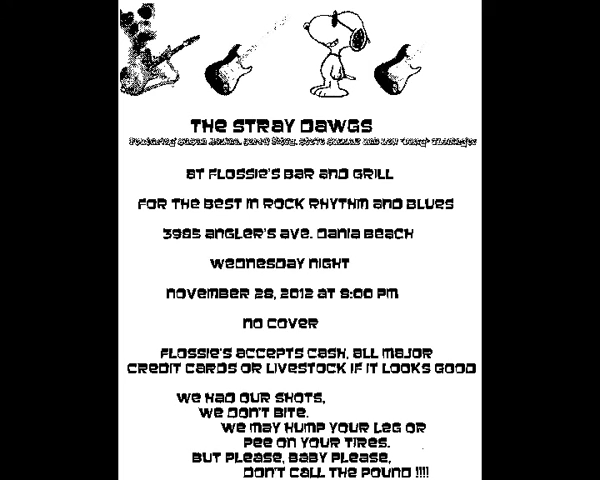 THE STRAY DAWGS
Featuring Susan
AT FLOSSIE'S BAR AND GRILL
FOR THE BEST IN ROCK RHYTHM AND BLUES
3985 ANGLER'S AVE. DANIA BEACH
WEDNESDAY NIGHT
NOVEMBER 28, 2012 AT 8:00 PM
NO COVER
FLOSSIE'S ACCEPTS CASH, ALL MAJOR
CREDIT CARDS OR LIVESTOCK IF IT LOOKS GOOD
WE HAD OUR SHOTS,
WE DON'T BITE.
WE MAY HUMP YOUR LEG OR
PEE ON YOUR TIRES.
BUT PLEASE, BABY PLEASE,
DON'T CALL THE POUND !!!!